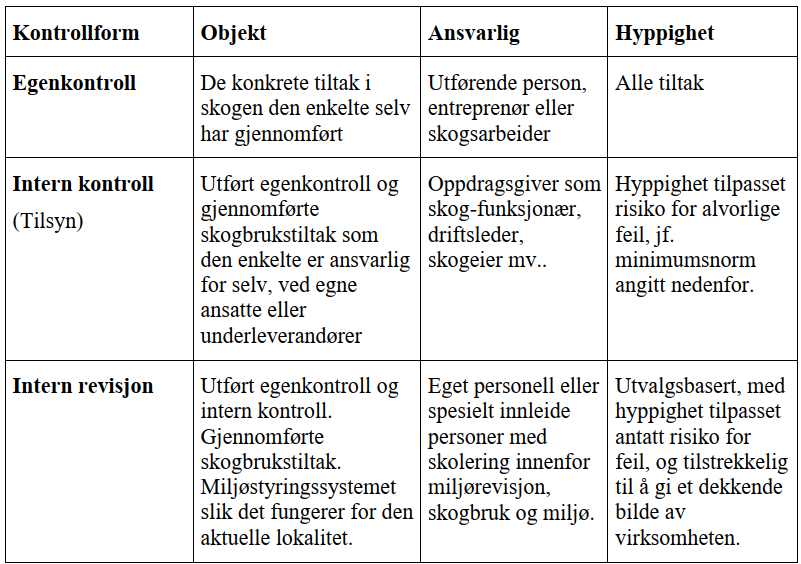 Kontrollform
Objekt
Ansvarlig
Hyppighet
Egenkontroll
De konkrete tiltak i
skogen den enkelte selv
har gjennomført
Utførende person,
entreprenør eller
skogsarbeider
Alle tiltak
Intern kontroll
(Tilsyn)
Utført egenkontroll og
gjennomførte
skogbrukstiltak som
den enkelte er ansvarlig
for selv, ved egne
ansatte eller
underleverandører
Oppdragsgiver som
skog-funksjonær,
driftsleder,
skogeier mv..
Hyppighet tilpasset
risiko for alvorlige
feil, jf.
minimumsnorm
angitt nedenfor.
Intern revisjon
Utført egenkontroll og
intern kontroll.
Gjennomførte
skogbrukstiltak.
Miljøstyringssystemet
slik det fungerer for den
aktuelle lokalitet.
Eget personell eller
spesielt innleide
personer med
skolering innenfor
miljørevisjon,
skogbruk og miljø.
Utvalgsbasert, med
hyppighet tilpasset
antatt risiko for
feil, og tilstrekkelig
til å gi et dekkende
bilde av
virksomheten.